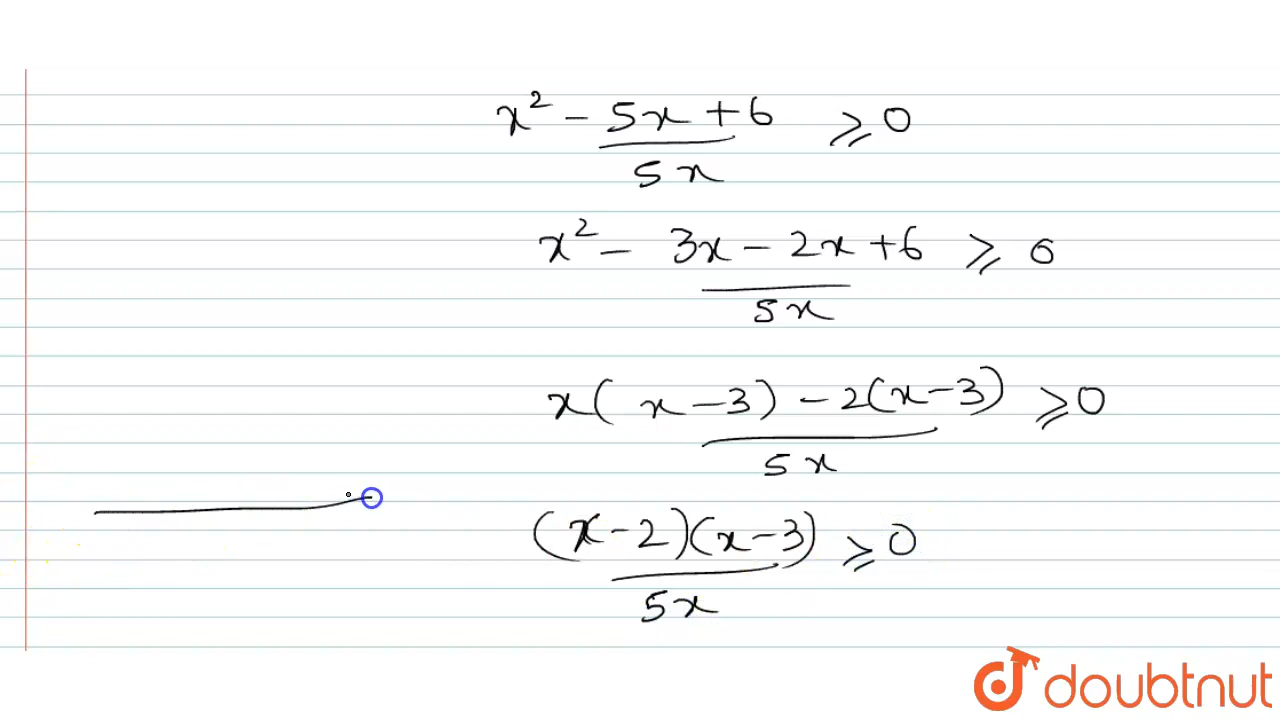 x² - 5x + 6 ≥ 0
5x
x² - 3x - 2x + 6 ≥ 0
5x
x(x - 3) - 2(x - 3) ≥ 0
5x
(x - 2)(x - 3) ≥ 0
5x
doubtnut